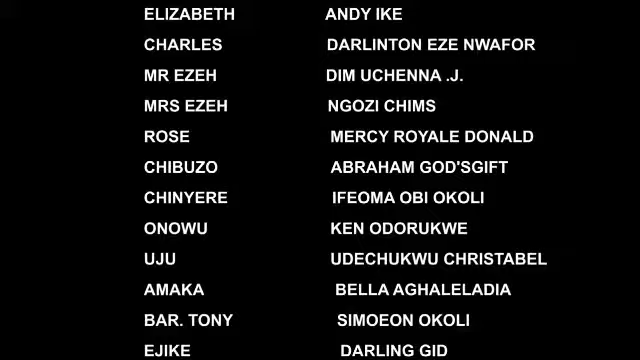 ELIZABETH ANDY IKE
CHARLES DARLINTON EZE NWAFOR
MR EZEH DIM UCHENNA .J.
MRS EZEH NGOZI CHIMS
ROSE MERCY ROYALE DONALD
CHIBUZO ABRAHAM GOD'SGIFT
CHINYERE IFEOMA OBI OKOLI
ONOWU KEN ODORUKWE
UJU UDECHUKWU CHRISTABEL
AMAKA BELLA AGHALELADIA
BAR. TONY SIMOEON OKOLI
EJIKE DARLING GID